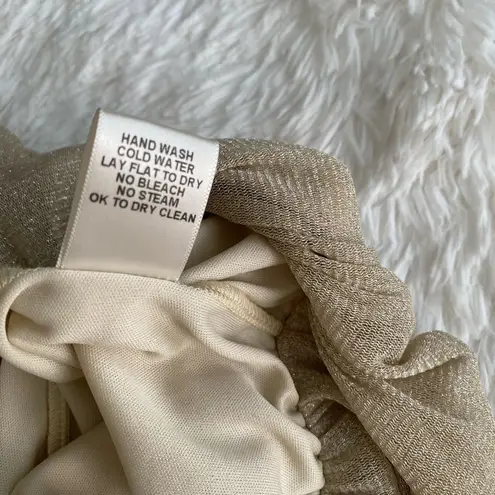 HAND WASH
COLD WATER
LAY FLAT TO DRY
NO BLEACH
NO STEAM
OK TO DRY CLEAN